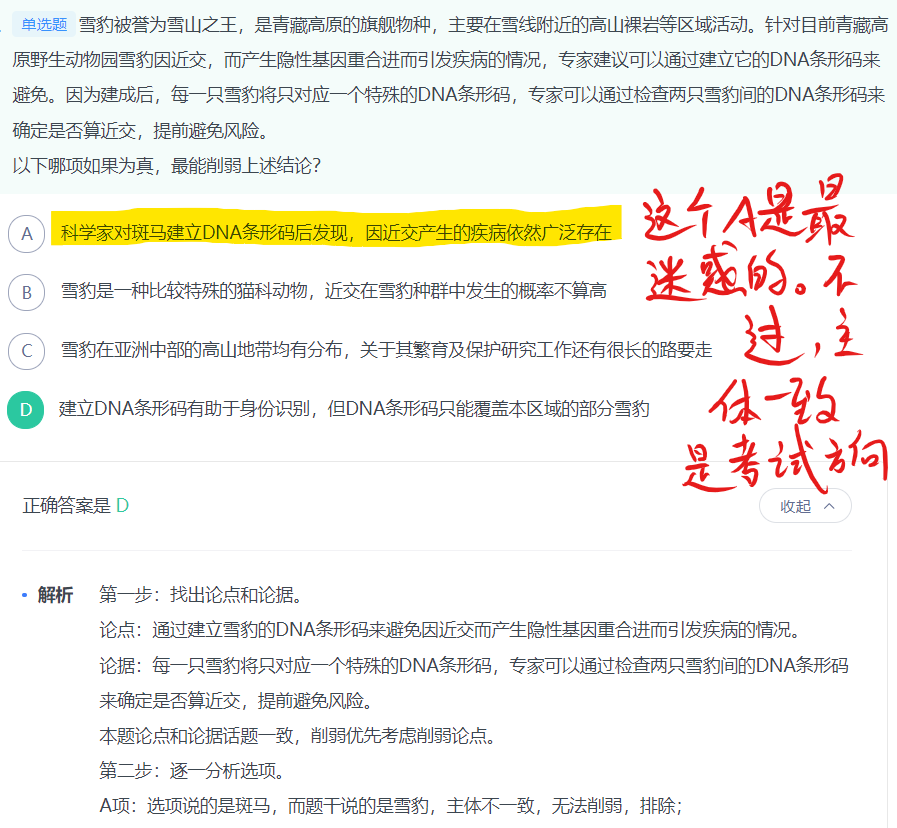 单选题 雪豹被誉为雪山之王，是青藏高原的旗舰物种，主要在雪线附近的高山裸岩等区域活动。针对目前青藏高
原野生动物园雪豹因近交，而产生隐性基因重合进而引发疾病的情况，专家建议可以通过建立它的DNA条形码来
避免。因为建成后，每一只雪豹将只对应一个特殊的DNA条形码，专家可以通过检查两只雪豹间的DNA条形码来
确定是否算近交，提前避免风险。
以下哪项如果为真，最能削弱上述结论？
A 科学家对斑马建立DNA条形码后发现，因近交产生的疾病依然广泛存在
B 雪豹是一种比较特殊的猫科动物，近交在雪豹种群中发生的概率不算高
C 雪豹在亚洲中部的高山地带均有分布，关于其繁育及保护研究工作还有很长的路要走
D 建立DNA条形码有助于身份识别，但DNA条形码只能覆盖本区域的部分雪豹
这个A是最
迷惑的。不
过，主
体一致
是考试方向
正确答案是 D
收起
解析 第一步：找出论点和论据。
论点：通过建立雪豹的DNA条形码来避免因近交而产生隐性基因重合进而引发疾病的情况。
论据：每一只雪豹将只对应一个特殊的DNA条形码，专家可以通过检查两只雪豹间的DNA条形码
来确定是否算近交，提前避免风险。
本题论点和论据话题一致，削弱优先考虑削弱论点。
第二步：逐一分析选项。
A项：选项说的是斑马，而题干说的是雪豹，主体不一致，无法削弱，排除；